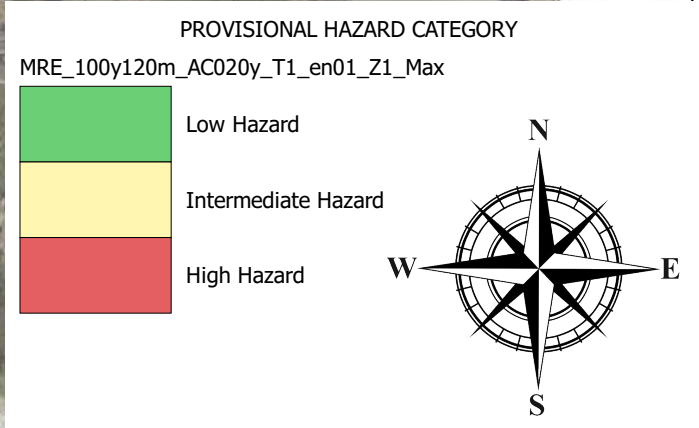 PROVISIONAL HAZARD CATEGORY
MRE_100y120m_AC020y_T1_en01_Z1_Max
Low Hazard
Intermediate Hazard
High Hazard
N
W
E
S